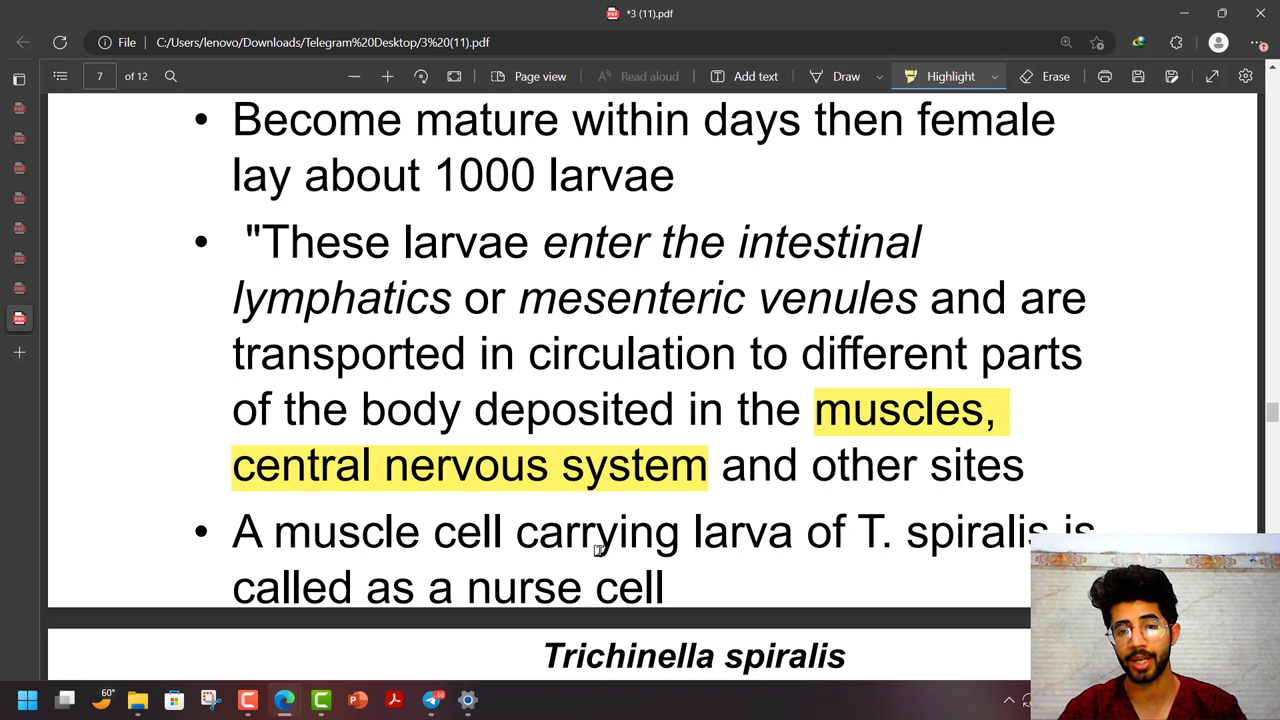 *3 (11).pdf
File C:/Users/lenovo/Downloads/Telegram%20Desktop/3%20(11).pdf
7 of 12 Page view Read aloud Add text Draw Highlight Erase
• Become mature within days then female
lay about 1000 larvae
• "These larvae enter the intestinal
lymphatics or mesenteric venules and are
transported in circulation to different parts
of the body deposited in the muscles,
central nervous system and other sites
• A muscle cell carrying larva of T. spiralis is
called as a nurse cell
Trichinella spiralis
60°
66